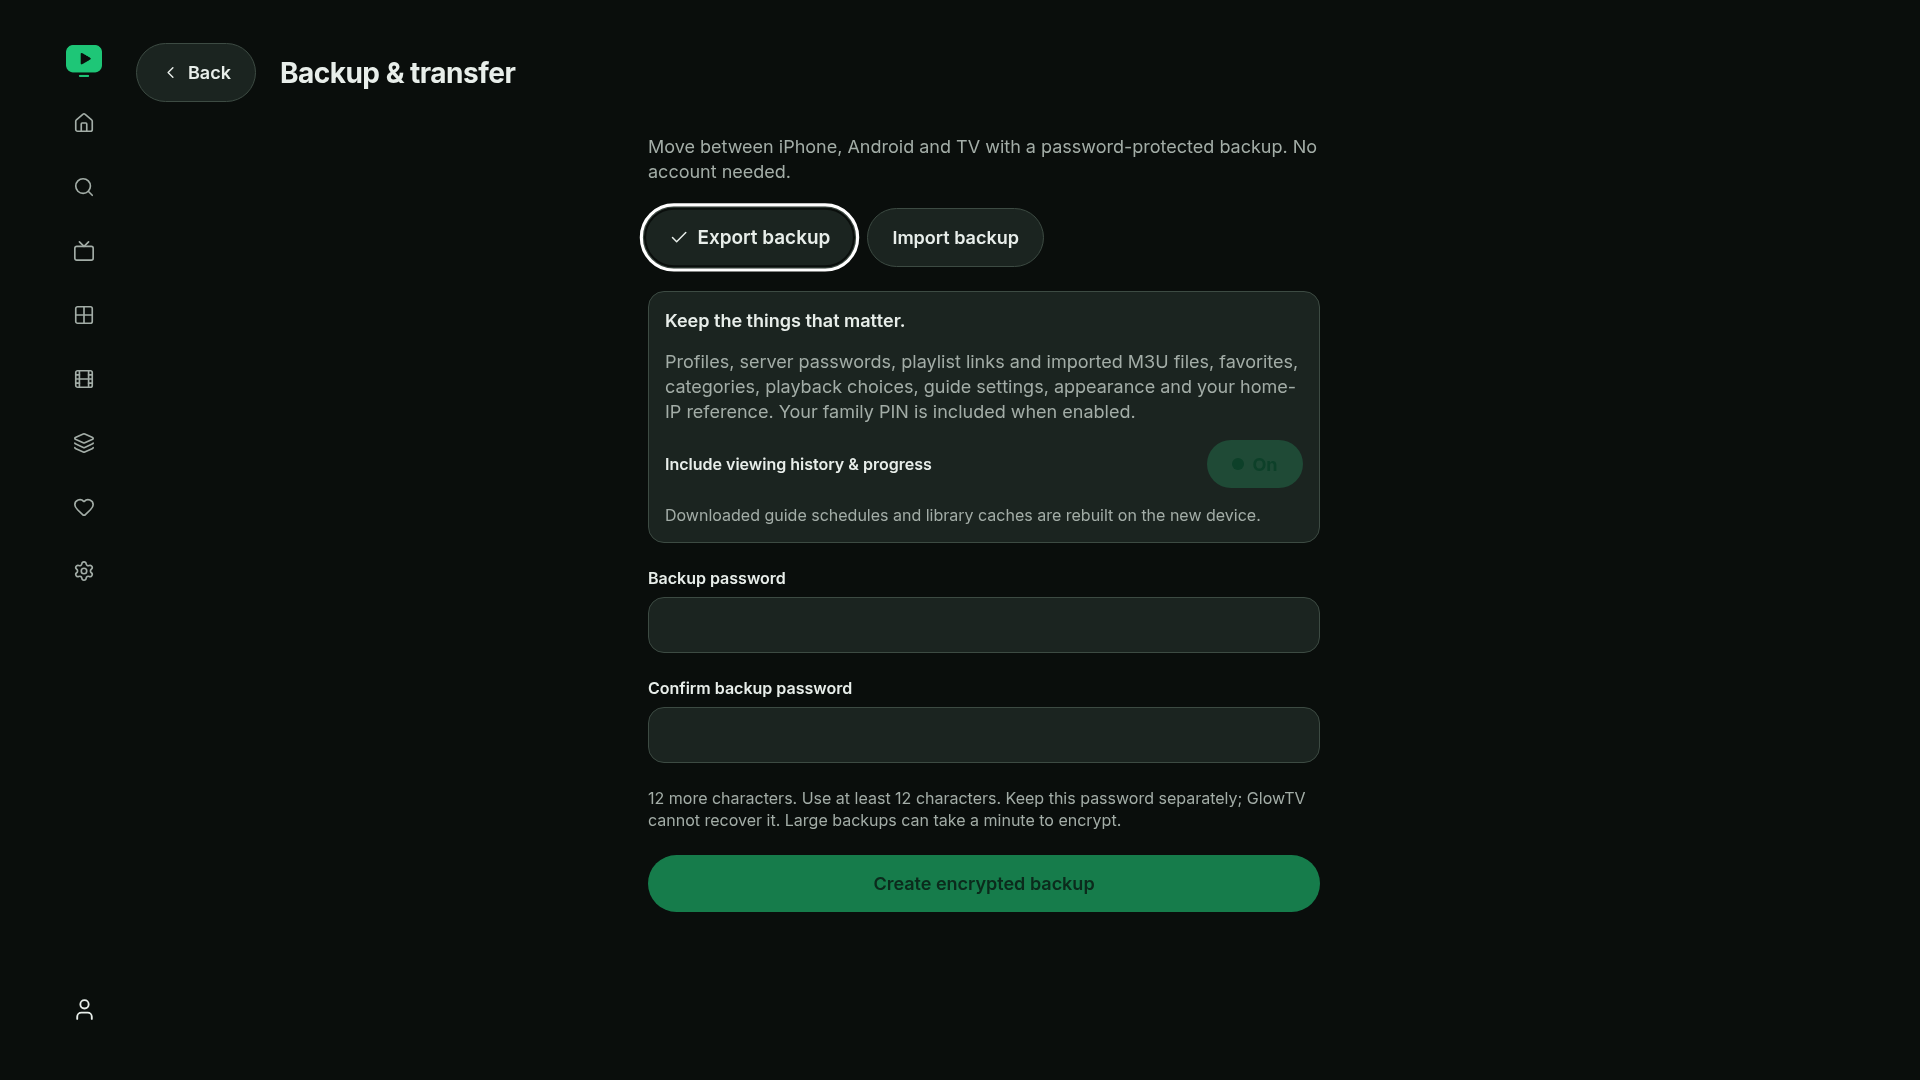 Back
Backup & transfer
Move between iPhone, Android and TV with a password-protected backup. No
account needed.
Export backup
Import backup
Keep the things that matter.
Profiles, server passwords, playlist links and imported M3U files, favorites,
categories, playback choices, guide settings, appearance and your home-
IP reference. Your family PIN is included when enabled.
Include viewing history & progress
On
Downloaded guide schedules and library caches are rebuilt on the new device.
Backup password
Confirm backup password
12 more characters. Use at least 12 characters. Keep this password separately; GlowTV
cannot recover it. Large backups can take a minute to encrypt.
Create encrypted backup